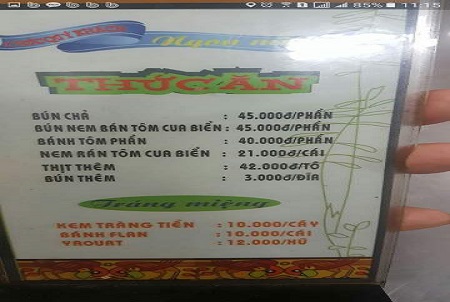 85% 11:15
Ngon
THỨC ĂN
BÚN CHẢ : 45.000đ/PHẦN
BÚN NEM BÁN TÔM CUA BIỂN : 45.000đ/PHẦN
BÁNH TÔM PHẦN : 40.000đ/PHẦN
NEM RÁN TÔM CUA BIỂN : 21.000đ/CÁI
THỊT THÊM : 42.000đ/TÔ
BÚN THÊM : 3.000đ/ĐĨA
Tráng miệng
KEM TRÀNG TIỀN : 10.000/CÂY
BÁNH FLAN : 10.000/CÁI
YAOURT : 12.000/HŨ